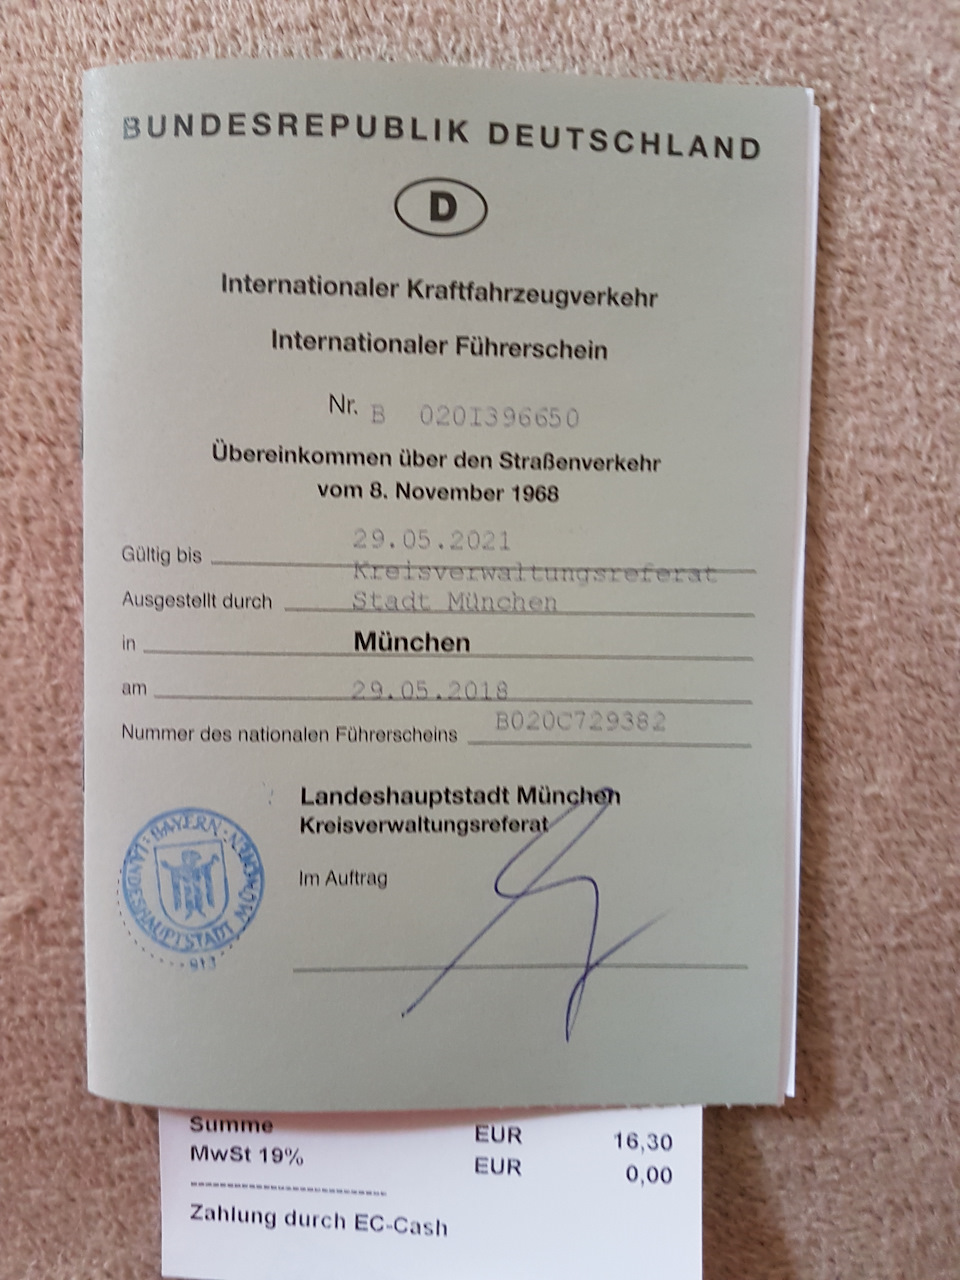 BUNDESREPUBLIK DEUTSCHLAND
D
Internationaler Kraftfahrzeugverkehr
Internationaler Führerschein
Nr. B 020I396650
Übereinkommen über den Straßenverkehr
vom 8. November 1968
Gültig bis 29.05.2021
Kreisverwaltungsreferat
Ausgestellt durch Stadt München
in München
am 29.05.2018
Nummer des nationalen Führerscheins B020C729382
Landeshauptstadt München
Kreisverwaltungsreferat
Im Auftrag
BAYERN
LANDESHAUPTSTADT MÜNCHEN
913
Summe EUR 16,30
MwSt 19% EUR 0,00
----------------------------
Zahlung durch EC-Cash